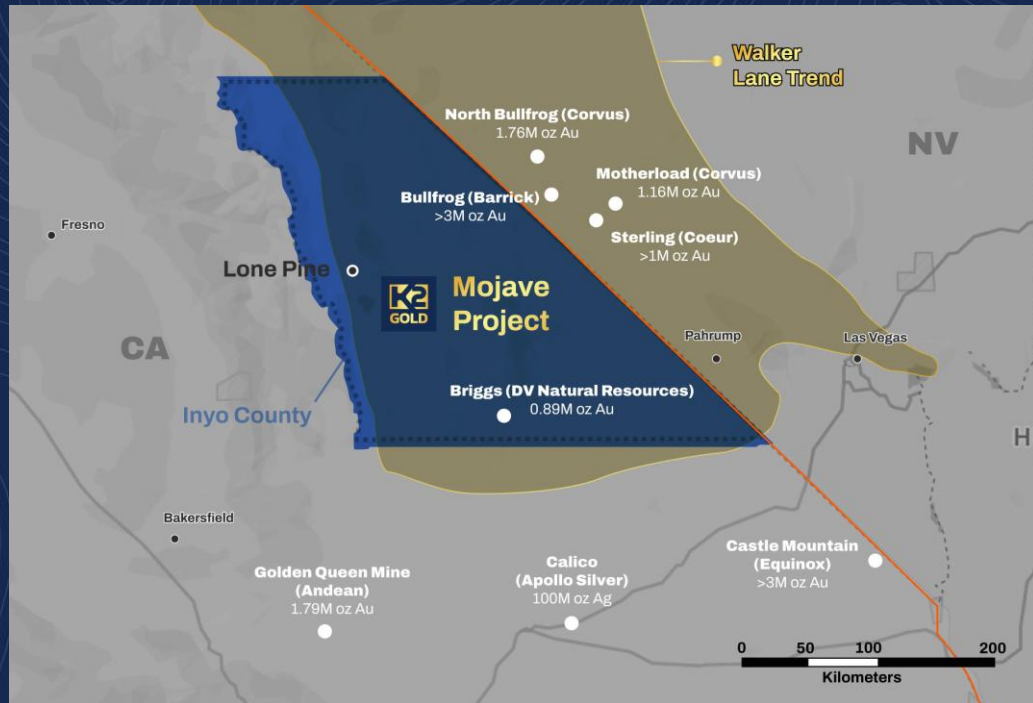 Walker
Lane Trend
NV
North Bullfrog (Corvus)
1.76M oz Au
Motherload (Corvus)
1.16M oz Au
Bullfrog (Barrick)
>3M oz Au
Sterling (Coeur)
>1M oz Au
Fresno
Lone Pine
K2
GOLD
Mojave
Project
CA
Pahrump
Las Vegas
Inyo County
Briggs (DV Natural Resources)
0.89M oz Au
H
Bakersfield
Castle Mountain
(Equinox)
>3M oz Au
Calico
(Apollo Silver)
100M oz Ag
Golden Queen Mine
(Andean)
1.79M oz Au
0 50 100 200
Kilometers